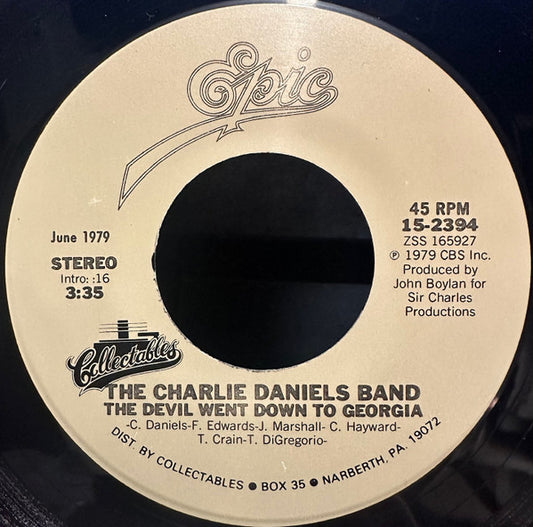 Epic
June 1979
STEREO
Intro: :16
3:35
45 RPM
15-2394
ZSS 165927
℗ 1979 CBS Inc.
Produced by
John Boylan for
Sir Charles
Productions
Collectables
THE CHARLIE DANIELS BAND
THE DEVIL WENT DOWN TO GEORGIA
-C. Daniels-F. Edwards-J. Marshall- C. Hayward-
T. Crain-T. DiGregorio-
DIST. BY COLLECTABLES ● BOX 35 ● NARBERTH, PA. 19072